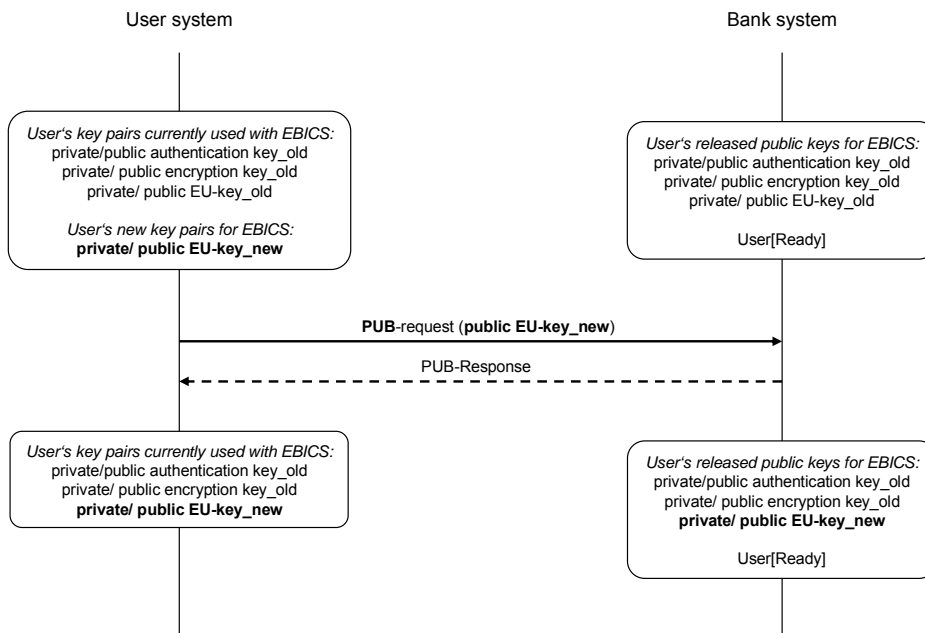 User system
Bank system
User‘s key pairs currently used with EBICS:
private/public authentication key_old
private/ public encryption key_old
private/ public EU-key_old
User‘s new key pairs for EBICS:
private/ public EU-key_new
User's released public keys for EBICS:
private/public authentication key_old
private/ public encryption key_old
private/ public EU-key_old
User[Ready]
PUB-request (public EU-key_new)
PUB-Response
User‘s key pairs currently used with EBICS:
private/public authentication key_old
private/ public encryption key_old
private/ public EU-key_new
User's released public keys for EBICS:
private/public authentication key_old
private/ public encryption key_old
private/ public EU-key_new
User[Ready]